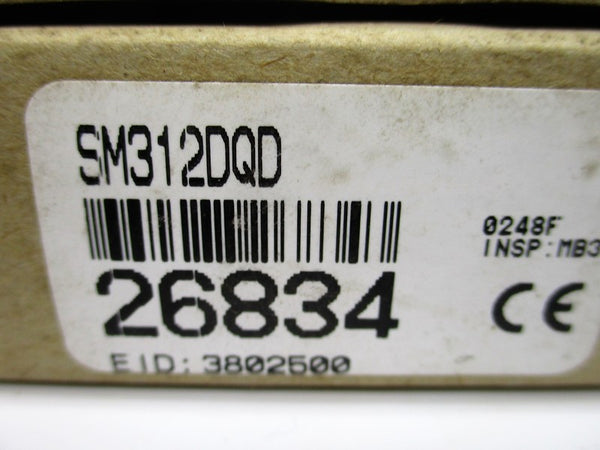 SM312DQD
0248F
INSP:MB3
26834
CE
EID: 3802500